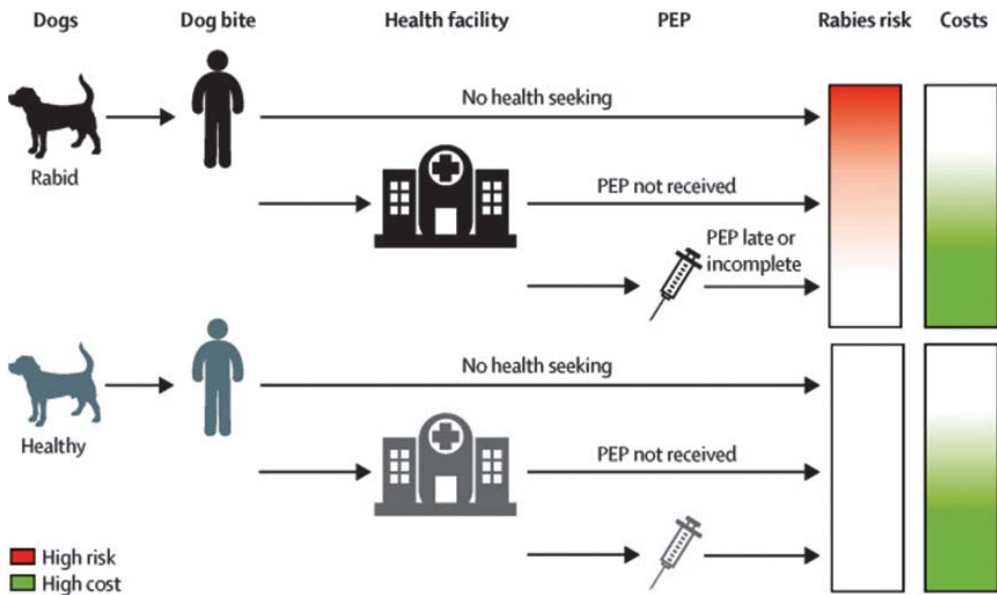 Dogs Dog bite Health facility PEP Rabies risk Costs
No health seeking
Rabid
PEP not received
PEP late or
incomplete
No health seeking
Healthy
PEP not received
High risk
High cost